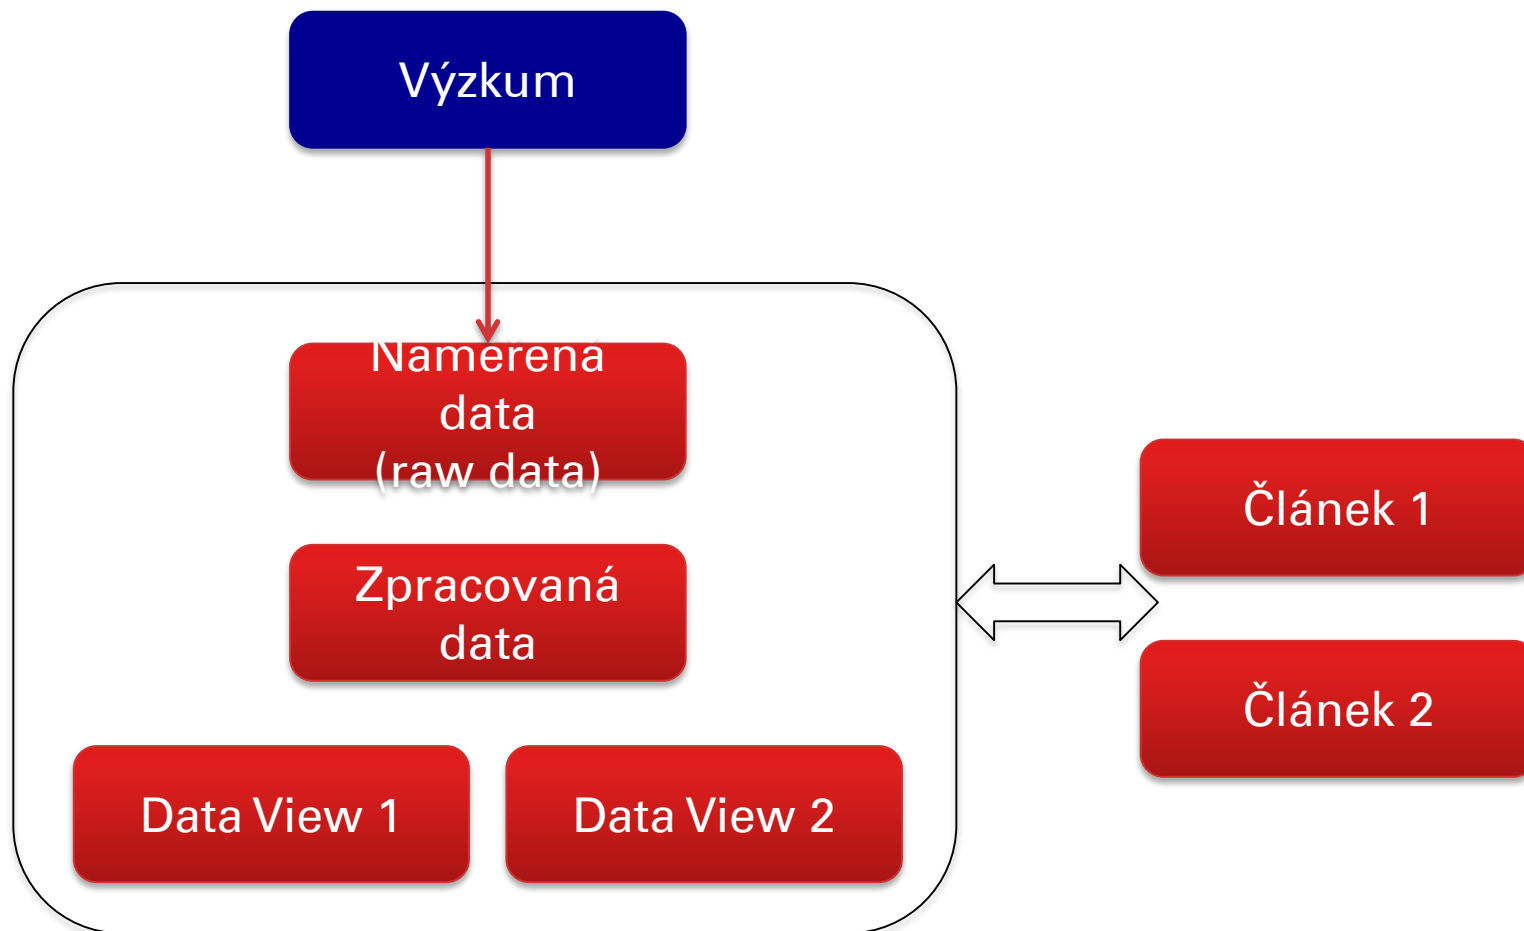 Výzkum
Naměřená
data
(raw data)
Zpracovaná
data
Data View 1
Data View 2
Článek 1
Článek 2